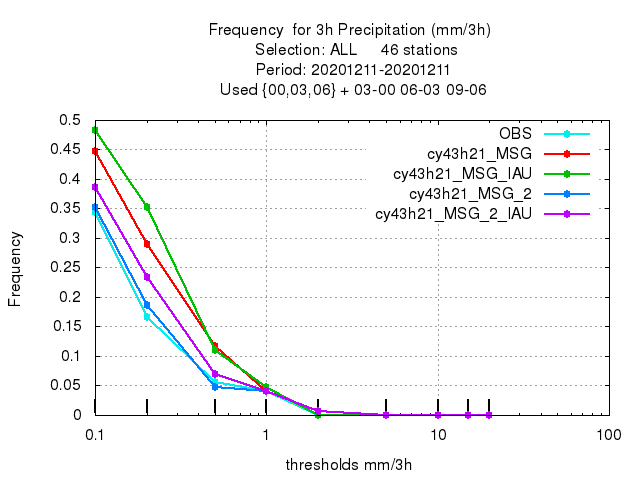 Frequency  for 3h Precipitation (mm/3h)
Selection: ALL     46 stations
Period: 20201211-20201211
Used {00,03,06} + 03-00 06-03 09-06
0.5
0.45
0.4
0.35
0.3
0.25
0.2
0.15
0.1
0.05
0
Frequency
OBS
cy43h21_MSG
cy43h21_MSG_IAU
cy43h21_MSG_2
cy43h21_MSG_2_IAU
0.1 1 10 100
thresholds mm/3h